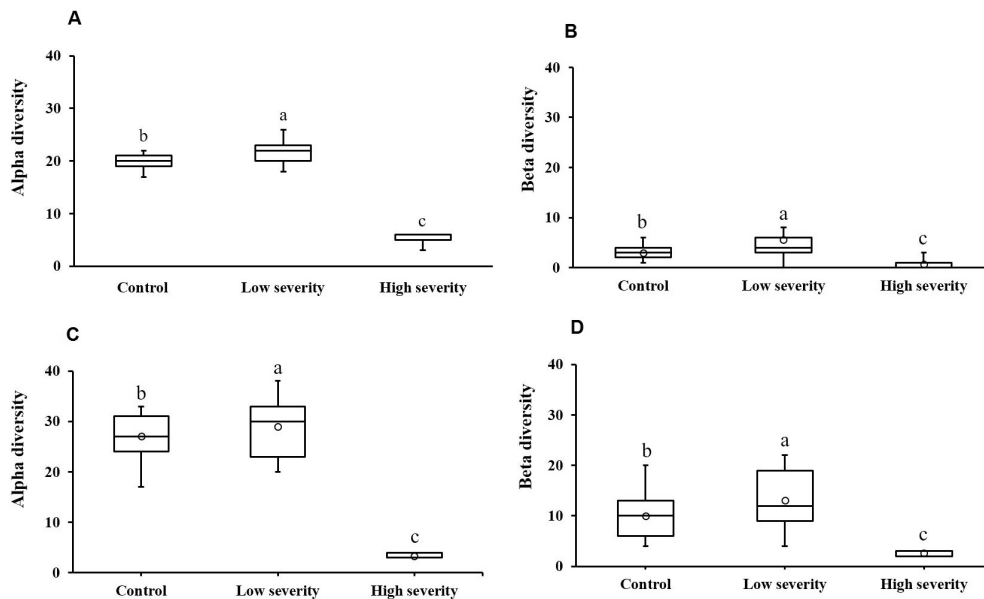 A
Alpha diversity
40
30
20
10
0
b
a
c
Control
Low severity
High severity
B
Beta diversity
40
30
20
10
0
b
a
c
Control
Low severity
High severity
C
Alpha diversity
40
30
20
10
0
b
a
c
Control
Low severity
High severity
D
Beta diversity
40
30
20
10
0
b
a
c
Control
Low severity
High severity